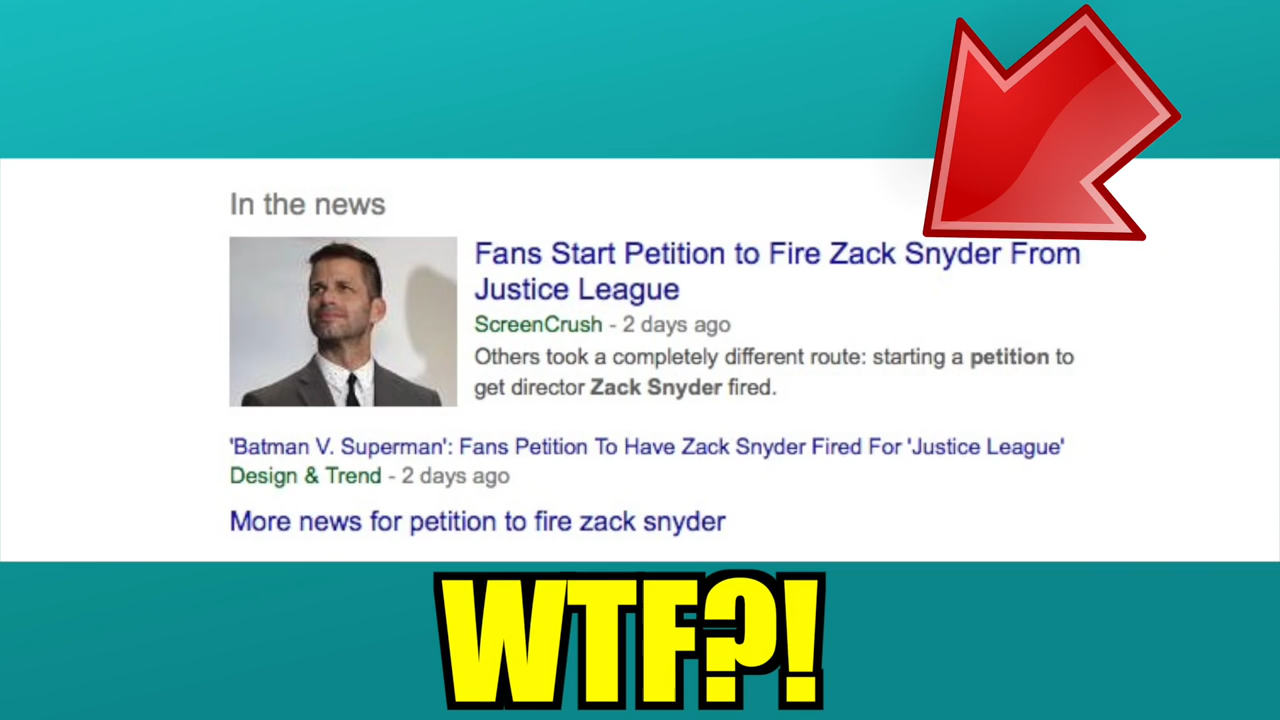 In the news
Fans Start Petition to Fire Zack Snyder From
Justice League
ScreenCrush - 2 days ago
Others took a completely different route: starting a petition to
get director Zack Snyder fired.
'Batman V. Superman': Fans Petition To Have Zack Snyder Fired For 'Justice League'
Design & Trend - 2 days ago
More news for petition to fire zack snyder
WTF?!